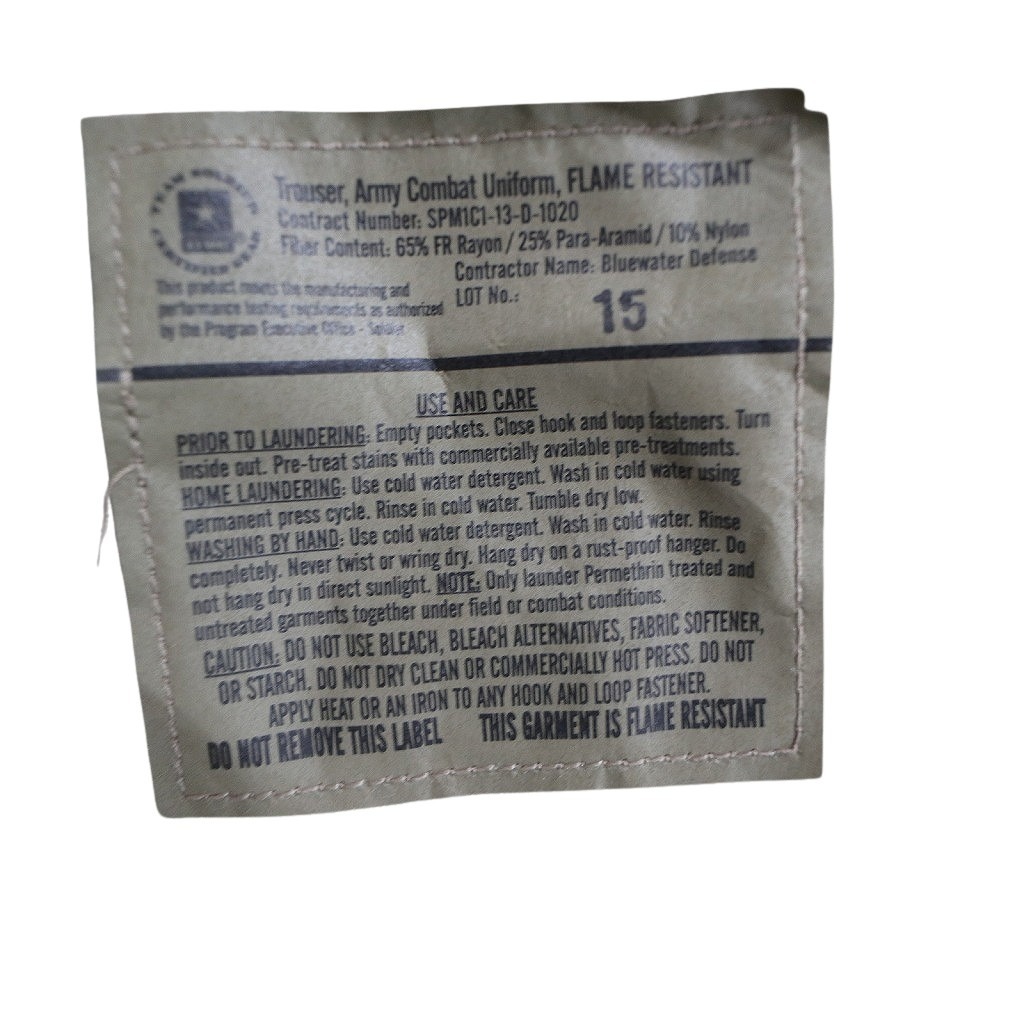 TEAM SOLDIER
CERTIFIED GEAR
Trouser, Army Combat Uniform, FLAME RESISTANT
Contract Number: SPM1C1-13-D-1020
Fiber Content: 65% FR Rayon / 25% Para-Aramid / 10% Nylon
Contractor Name: Bluewater Defense
LOT No.: 15
This product meets the manufacturing and
performance testing requirements as authorized
by the Program Executive Office - Soldier
USE AND CARE
PRIOR TO LAUNDERING: Empty pockets. Close hook and loop fasteners. Turn
inside out. Pre-treat stains with commercially available pre-treatments.
HOME LAUNDERING: Use cold water detergent. Wash in cold water using
permanent press cycle. Rinse in cold water. Tumble dry low.
WASHING BY HAND: Use cold water detergent. Wash in cold water. Rinse
completely. Never twist or wring dry. Hang dry on a rust-proof hanger. Do
not hang dry in direct sunlight. NOTE: Only launder Permethrin treated and
untreated garments together under field or combat conditions.
CAUTION: DO NOT USE BLEACH, BLEACH ALTERNATIVES, FABRIC SOFTENER,
OR STARCH. DO NOT DRY CLEAN OR COMMERCIALLY HOT PRESS. DO NOT
APPLY HEAT OR AN IRON TO ANY HOOK AND LOOP FASTENER.
DO NOT REMOVE THIS LABEL THIS GARMENT IS FLAME RESISTANT